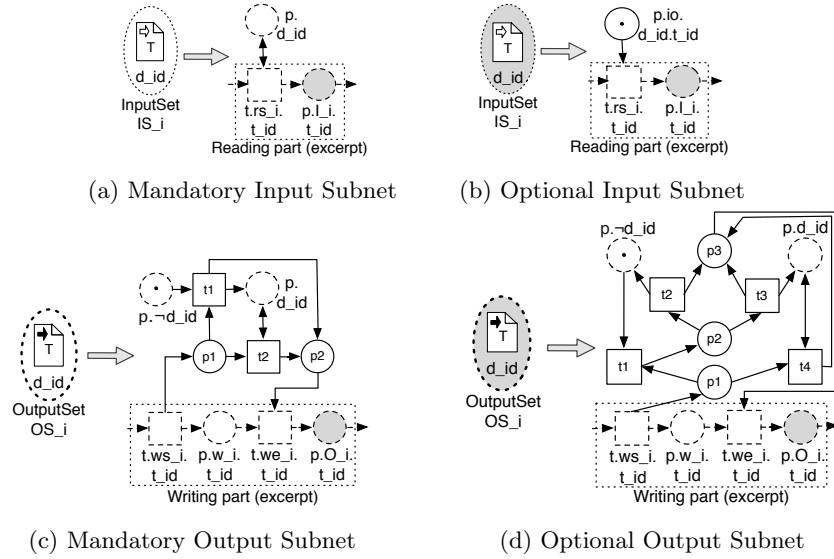 T
d_id
InputSet
IS_i
p.
d_id
t.rs_i.
t_id
p.I_i.
t_id
Reading part (excerpt)
(a) Mandatory Input Subnet
T
d_id
InputSet
IS_i
p.io.
d_id.t_id
t.rs_i.
t_id
p.I_i.
t_id
Reading part (excerpt)
(b) Optional Input Subnet
T
d_id
OutputSet
OS_i
p.¬d_id
t1
p.
d_id
p1
t2
p2
t.ws_i.
t_id
p.w_i.
t_id
t.we_i.
t_id
p.O_i.
t_id
Writing part (excerpt)
(c) Mandatory Output Subnet
T
d_id
OutputSet
OS_i
p.¬d_id
p3
p.d_id
t2
t3
p2
t1
p1
t4
t.ws_i.
t_id
p.w_i.
t_id
t.we_i.
t_id
p.O_i.
t_id
Writing part (excerpt)
(d) Optional Output Subnet